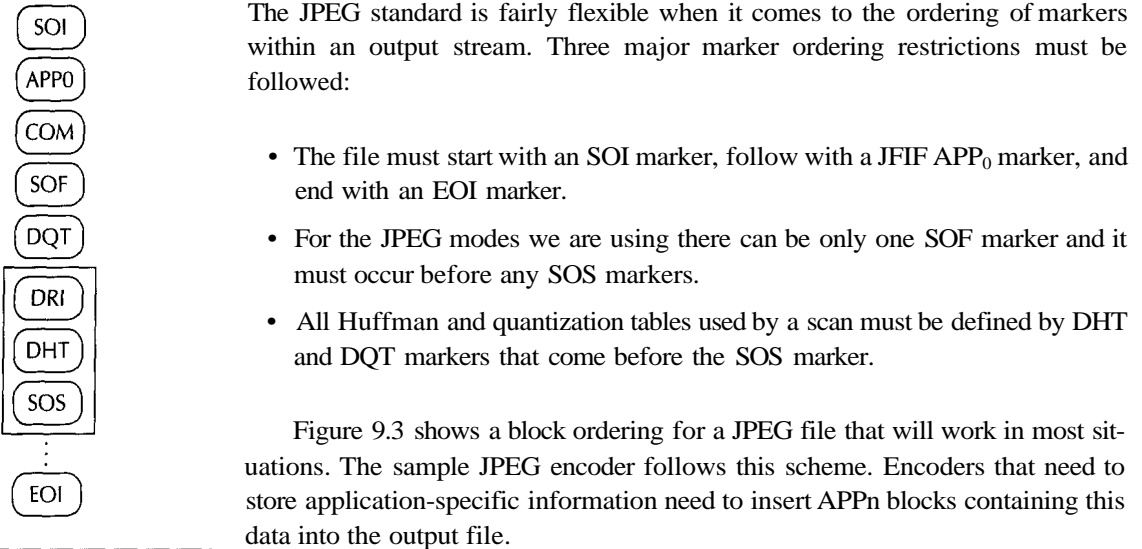 SOI
APP0
COM
SOF
DQT
DRI
DHT
SOS
EOI
The JPEG standard is fairly flexible when it comes to the ordering of markers
within an output stream. Three major marker ordering restrictions must be
followed:
• The file must start with an SOI marker, follow with a JFIF APP₀ marker, and
end with an EOI marker.
• For the JPEG modes we are using there can be only one SOF marker and it
must occur before any SOS markers.
• All Huffman and quantization tables used by a scan must be defined by DHT
and DQT markers that come before the SOS marker.
Figure 9.3 shows a block ordering for a JPEG file that will work in most sit-
uations. The sample JPEG encoder follows this scheme. Encoders that need to
store application-specific information need to insert APPn blocks containing this
data into the output file.